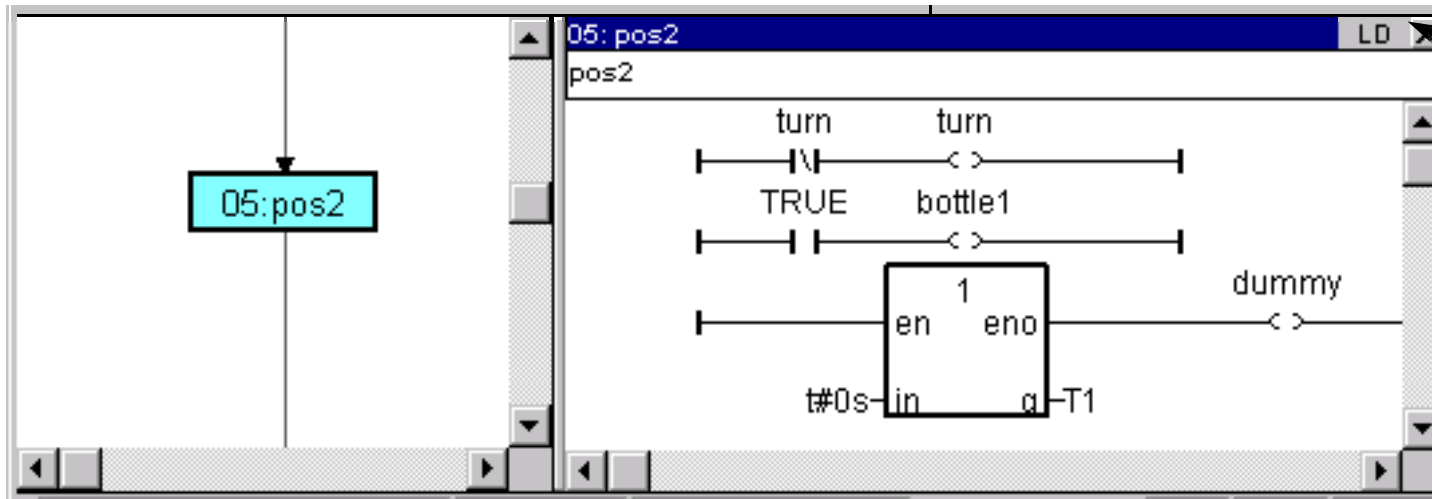 05:pos2
05: pos2
LD
pos2
turn turn
TRUE bottle1
1
dummy
en eno
t#0s in q T1